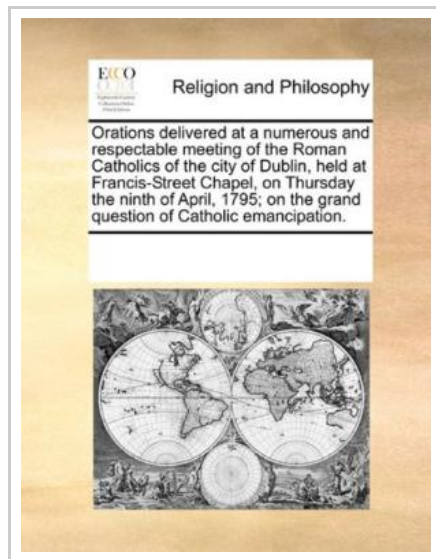 ECCO
Religion and Philosophy
Orations delivered at a numerous and
respectable meeting of the Roman
Catholics of the city of Dublin, held at
Francis-Street Chapel, on Thursday
the ninth of April, 1795; on the grand
question of Catholic emancipation.